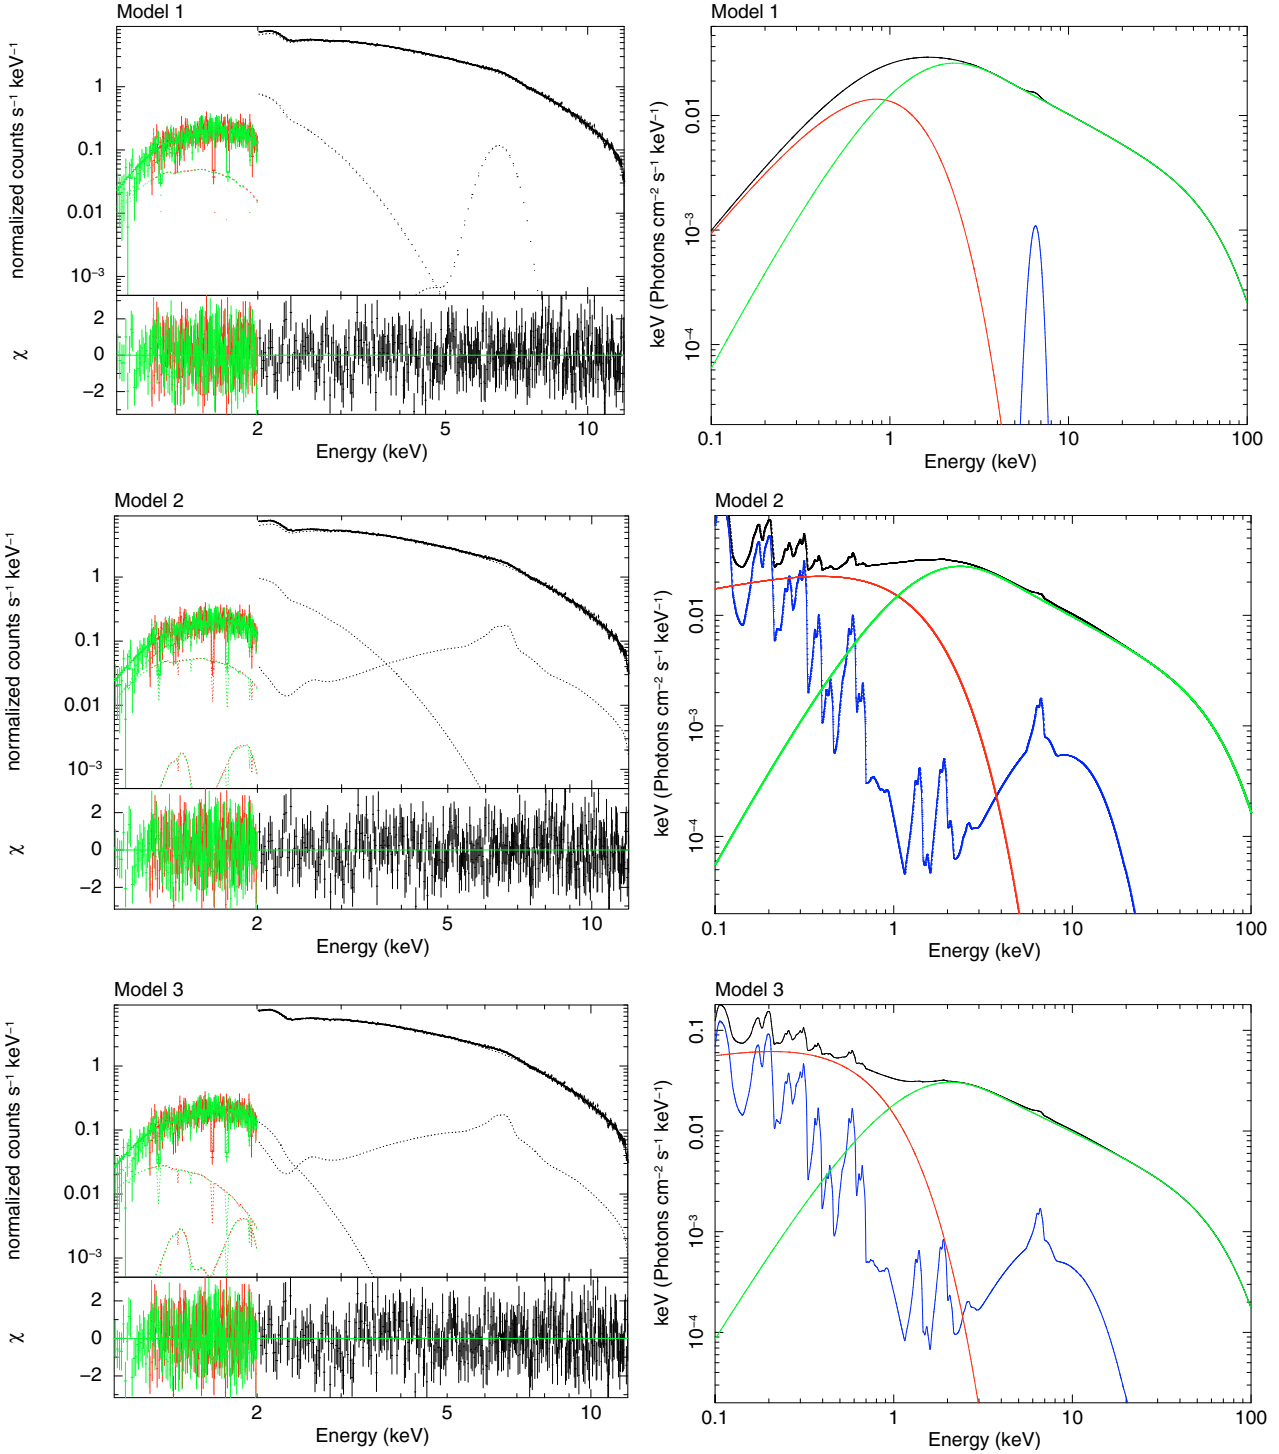 Model 1
normalized counts s⁻¹ keV⁻¹
1
0.1
0.01
10⁻³
χ
2
0
−2
2 5 10
Energy (keV)
Model 1
keV (Photons cm⁻² s⁻¹ keV⁻¹)
0.01
10⁻³
10⁻⁴
0.1 1 10 100
Energy (keV)
Model 2
normalized counts s⁻¹ keV⁻¹
1
0.1
0.01
10⁻³
χ
2
0
−2
2 5 10
Energy (keV)
Model 2
keV (Photons cm⁻² s⁻¹ keV⁻¹)
0.01
10⁻³
10⁻⁴
0.1 1 10 100
Energy (keV)
Model 3
normalized counts s⁻¹ keV⁻¹
1
0.1
0.01
10⁻³
χ
2
0
−2
2 5 10
Energy (keV)
Model 3
keV (Photons cm⁻² s⁻¹ keV⁻¹)
0.1
0.01
10⁻³
10⁻⁴
0.1 1 10 100
Energy (keV)